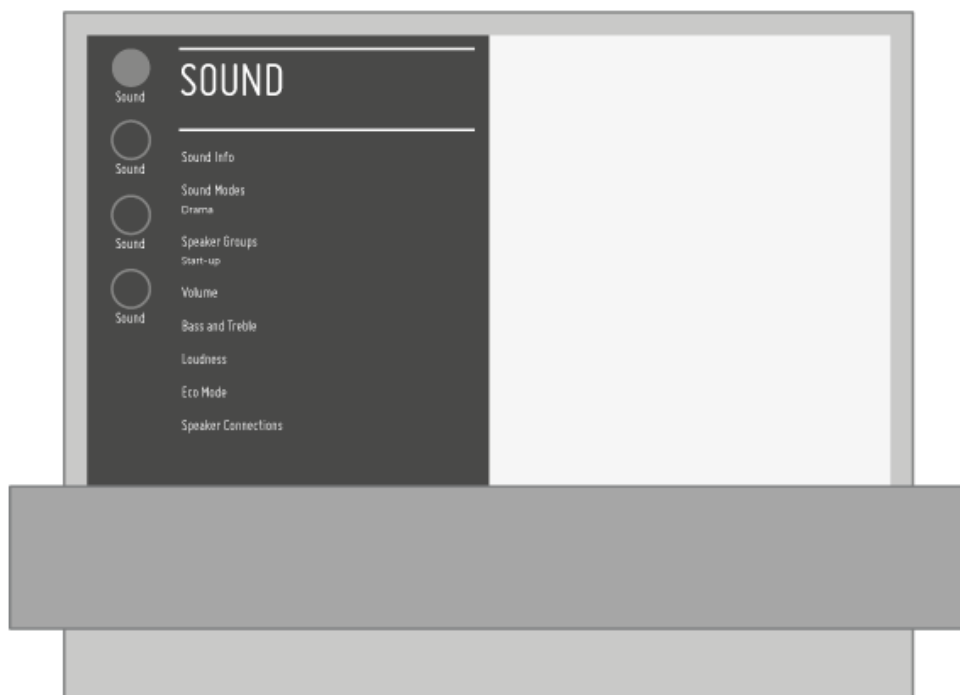 Sound
Sound
Sound
Sound
SOUND
Sound Info
Sound Modes
Drama
Speaker Groups
Start-up
Volume
Bass and Treble
Loudness
Eco Mode
Speaker Connections